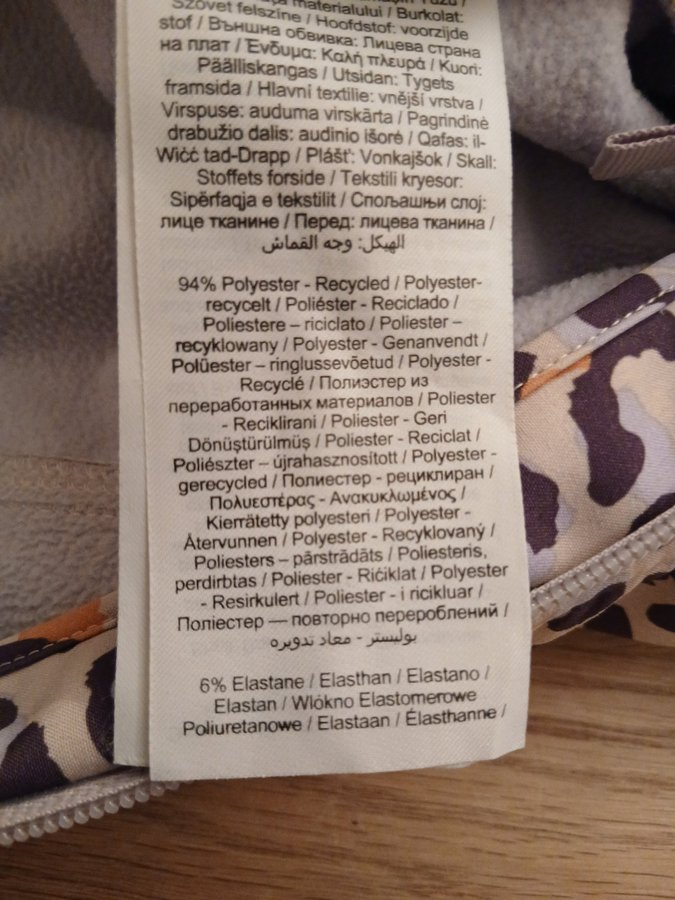 materialului / Burkolat:
Szövet felszíne / Hoofdstof: voorzijde
stof / Външна обвивка: Лицева страна
на плат / Ένδυμα: Καλή πλευρά / Kuori:
Päälliskangas / Utsidan: Tygets
framsida / Hlavní textilie: vnější vrstva /
Virspuse: auduma virskārta / Pagrindinė
drabužio dalis: audinio išorė / Qafas: il-
Wiċċ tad-Drapp / Plášť: Vonkajšok / Skall:
Stoffets forside / Tekstili kryesor:
Sipërfaqja e tekstilit / Спољашњи слој:
лице тканине / Перед: лицева тканина /
الهيكل: وجه القماش
94% Polyester - Recycled / Polyester-
recycelt / Poliéster - Reciclado /
Poliestere – riciclato / Poliester –
recyklowany / Polyester - Genanvendt /
Polüester – ringlussevõetud / Polyester -
Recyclé / Полиэстер из
переработанных материалов / Poliester
- Reciklirani / Poliester - Geri
Dönüştürülmüş / Poliester - Reciclat /
Poliészter – újrahasznosított / Polyester -
gerecycled / Полиестер - рециклиран /
Πολυεστέρας - Ανακυκλωμένος /
Kierrätetty polyesteri / Polyester -
Återvunnen / Polyester - Recyklovaný /
Poliesters – pārstrādāts / Poliesteris,
perdirbtas / Poliester - Riċiklat / Polyester
- Resirkulert / Poliester - i ricikluar /
Поліестер — повторно перероблений /
بوليستر - معاد تدويره
6% Elastane / Elasthan / Elastano /
Elastan / Włókno Elastomerowe
Poliuretanowe / Elastaan / Élasthanne /